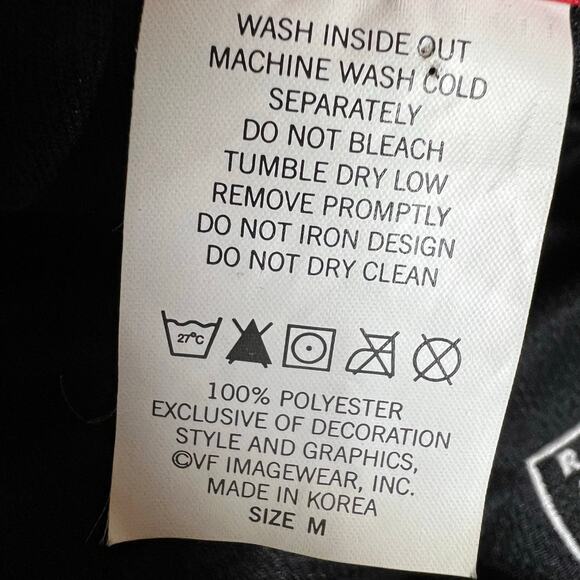 WASH INSIDE OUT
MACHINE WASH COLD
SEPARATELY
DO NOT BLEACH
TUMBLE DRY LOW
REMOVE PROMPTLY
DO NOT IRON DESIGN
DO NOT DRY CLEAN
27°C
100% POLYESTER
EXCLUSIVE OF DECORATION
STYLE AND GRAPHICS,
©VF IMAGEWEAR, INC.
MADE IN KOREA
SIZE M